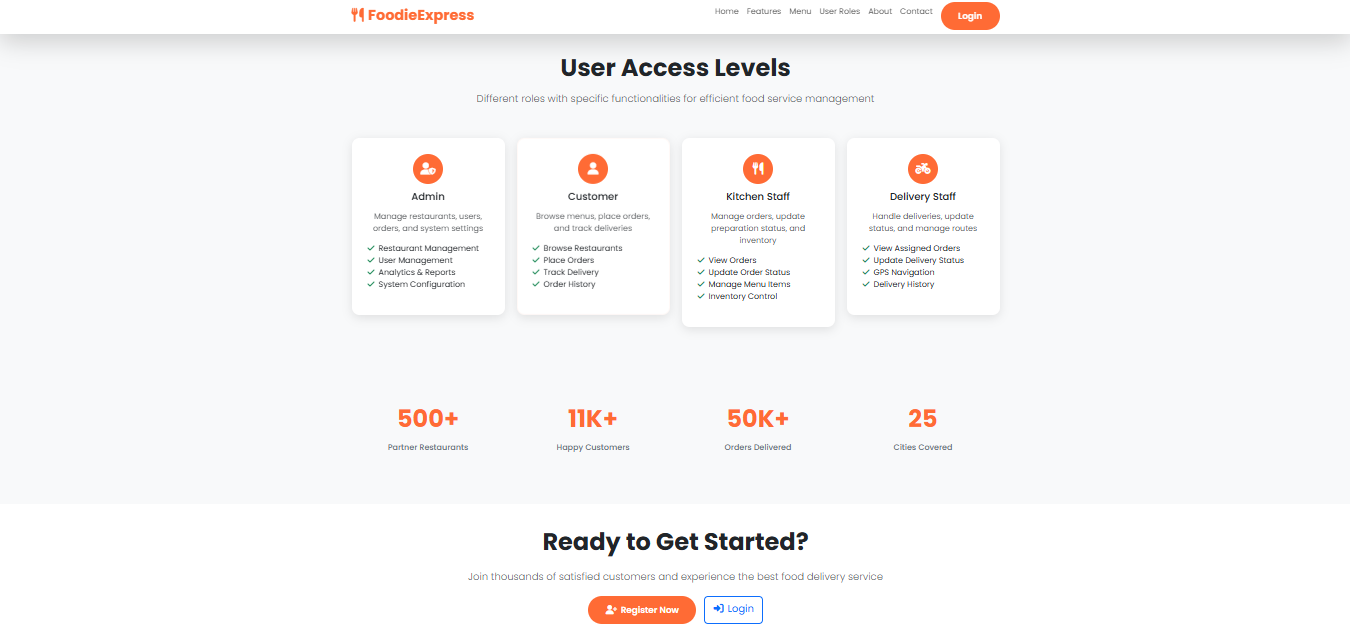 FoodieExpress
Home Features Menu User Roles About Contact Login
User Access Levels
Different roles with specific functionalities for efficient food service management
Admin
Manage restaurants, users,
orders, and system settings
Restaurant Management
User Management
Analytics & Reports
System Configuration
Customer
Browse menus, place orders,
and track deliveries
Browse Restaurants
Place Orders
Track Delivery
Order History
Kitchen Staff
Manage orders, update
preparation status, and
inventory
View Orders
Update Order Status
Manage Menu Items
Inventory Control
Delivery Staff
Handle deliveries, update
status, and manage routes
View Assigned Orders
Update Delivery Status
GPS Navigation
Delivery History
500+
Partner Restaurants
11K+
Happy Customers
50K+
Orders Delivered
25
Cities Covered
Ready to Get Started?
Join thousands of satisfied customers and experience the best food delivery service
Register Now
Login